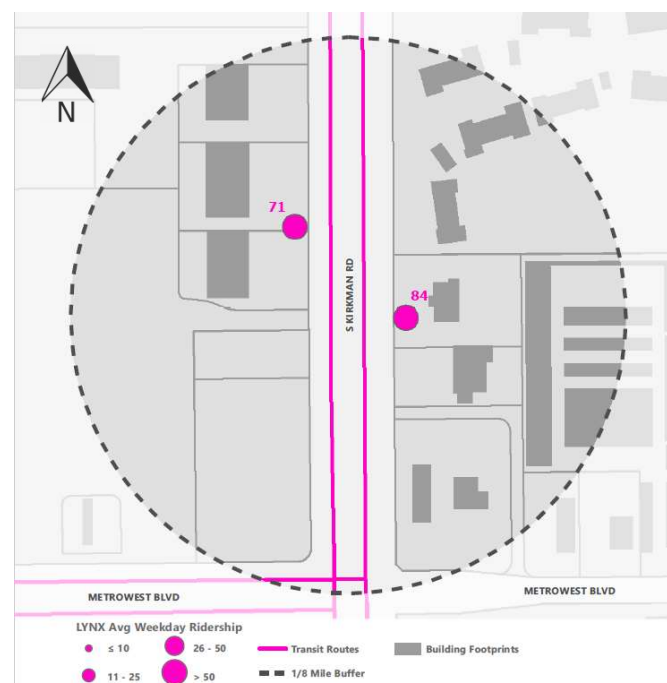 N
71
S KIRKMAN RD
84
METROWEST BLVD
METROWEST BLVD
LYNX Avg Weekday Ridership
≤ 10
26 - 50
Transit Routes
Building Footprints
11 - 25
> 50
1/8 Mile Buffer